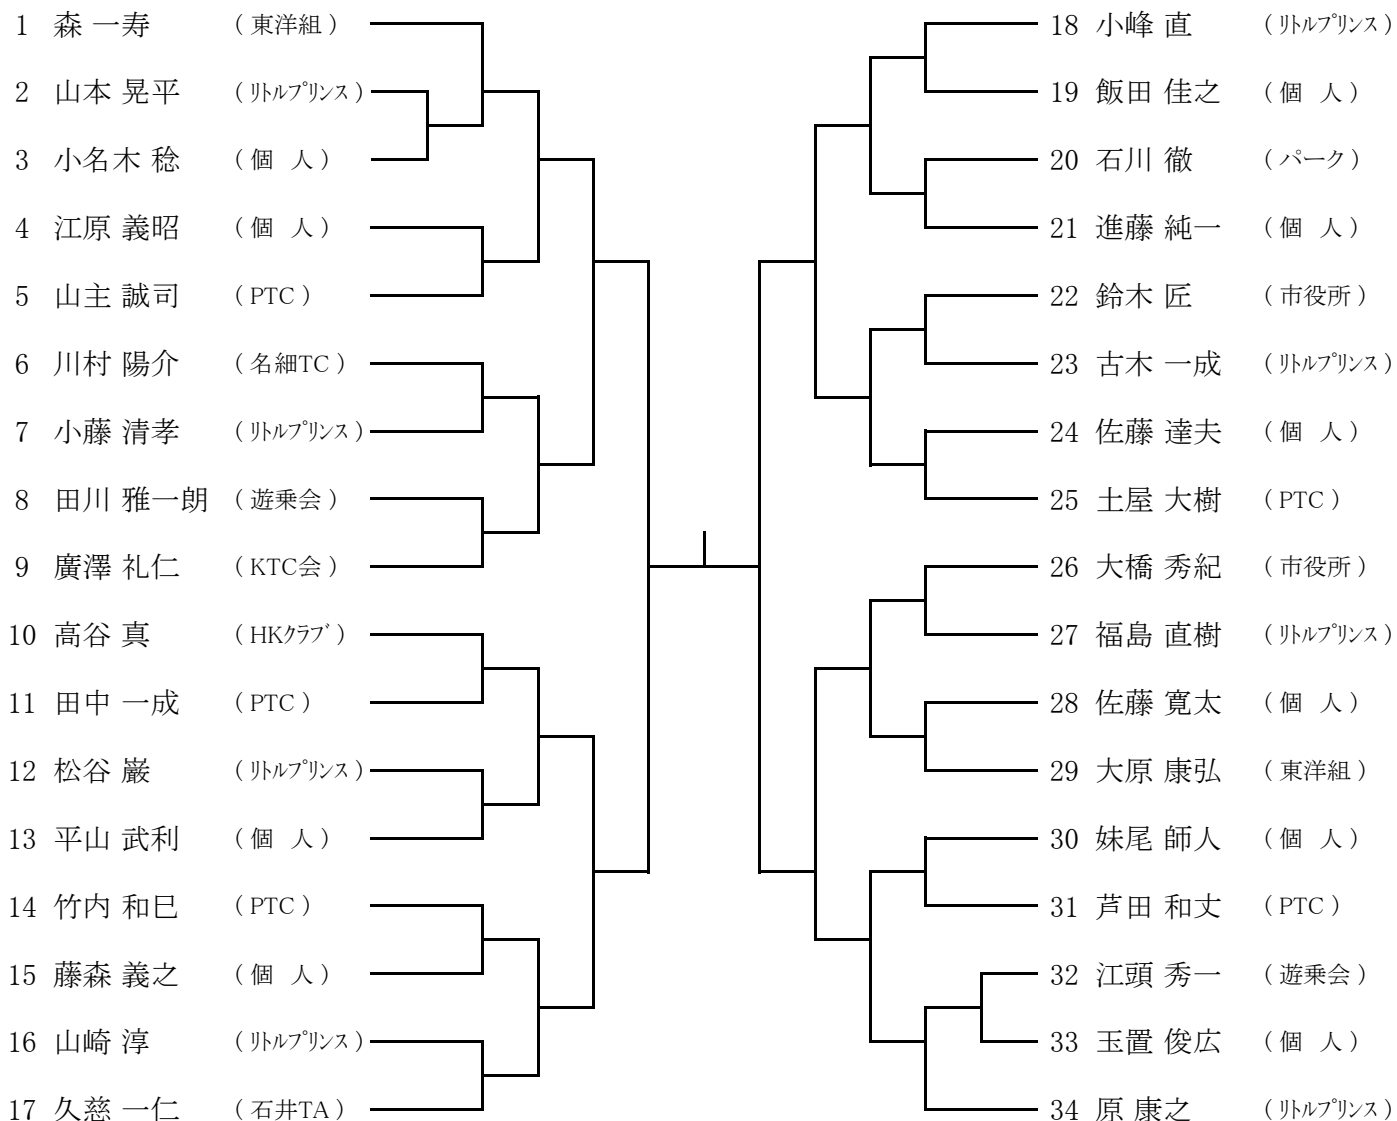 1 森 一寿 （東洋組）
2 山本 晃平 （ﾘﾄﾙﾌﾟﾘﾝｽ）
3 小名木 稔 （個 人）
4 江原 義昭 （個 人）
5 山主 誠司 （PTC）
6 川村 陽介 （名細TC）
7 小藤 清孝 （ﾘﾄﾙﾌﾟﾘﾝｽ）
8 田川 雅一朗 （遊乗会）
9 廣澤 礼仁 （KTC会）
10 高谷 真 （HKｸﾗﾌﾞ）
11 田中 一成 （PTC）
12 松谷 巌 （ﾘﾄﾙﾌﾟﾘﾝｽ）
13 平山 武利 （個 人）
14 竹内 和巳 （PTC）
15 藤森 義之 （個 人）
16 山崎 淳 （ﾘﾄﾙﾌﾟﾘﾝｽ）
17 久慈 一仁 （石井TA）
18 小峰 直 （ﾘﾄﾙﾌﾟﾘﾝｽ）
19 飯田 佳之 （個 人）
20 石川 徹 （パーク）
21 進藤 純一 （個 人）
22 鈴木 匠 （市役所）
23 古木 一成 （ﾘﾄﾙﾌﾟﾘﾝｽ）
24 佐藤 達夫 （個 人）
25 土屋 大樹 （PTC）
26 大橋 秀紀 （市役所）
27 福島 直樹 （ﾘﾄﾙﾌﾟﾘﾝｽ）
28 佐藤 寛太 （個 人）
29 大原 康弘 （東洋組）
30 妹尾 師人 （個 人）
31 芦田 和丈 （PTC）
32 江頭 秀一 （遊乗会）
33 玉置 俊広 （個 人）
34 原 康之 （ﾘﾄﾙﾌﾟﾘﾝｽ）